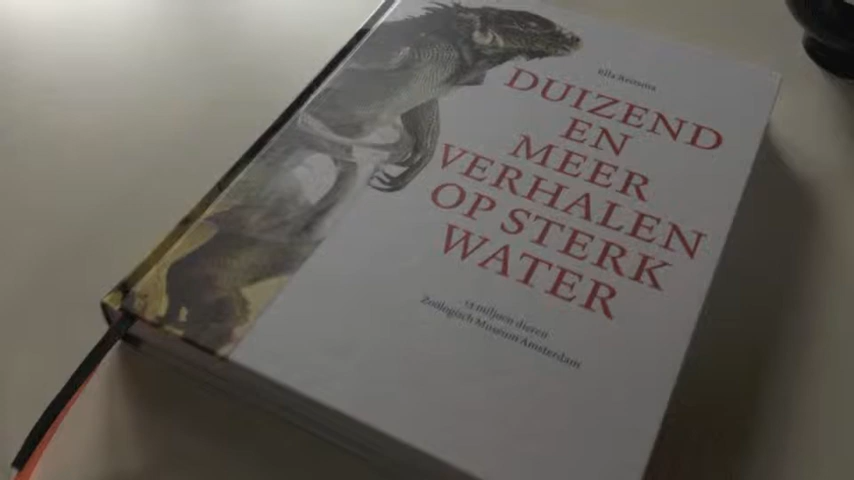 Ella Reitsma
DUIZEND
EN
MEER
VERHALEN
OP STERK
WATER
13 miljoen dieren
Zoölogisch Museum Amsterdam